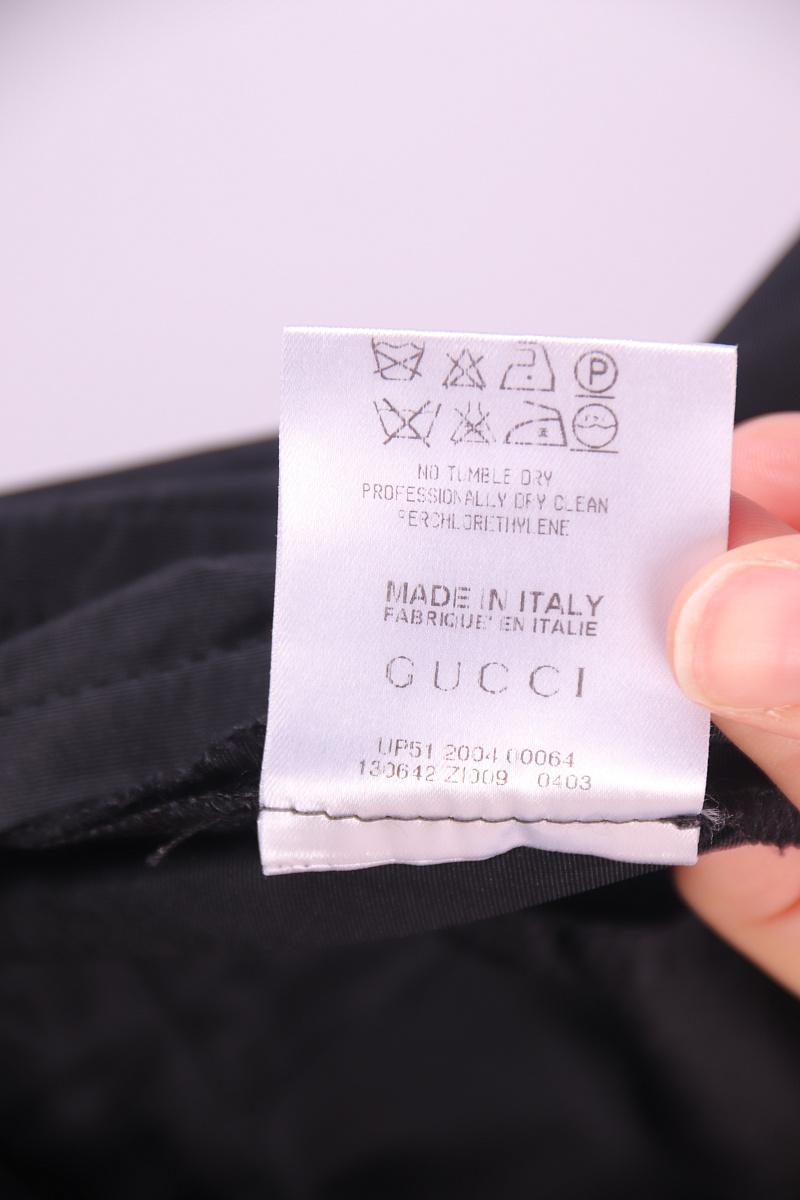 P
NO TUMBLE DRY
PROFESSIONALLY DRY CLEAN
PERCHLORETHYLENE
MADE IN ITALY
FABRIQUE' EN ITALIE
GUCCI
UP51 2004 00064
130642 ZI009 0403